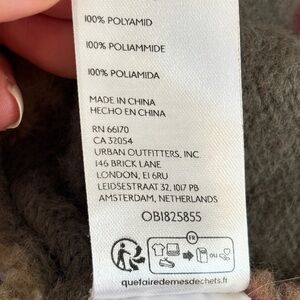 100% POLYAMID
100% POLIAMMIDE
100% POLIAMIDA
MADE IN CHINA
HECHO EN CHINA
RN 66170
CA 32054
URBAN OUTFITTERS, INC.
146 BRICK LANE
LONDON, E1 6RU
LEIDSESTRAAT 32, 1017 PB
AMSTERDAM, NETHERLANDS
OB1825855
FR
OU
quefairedemesdechets.fr